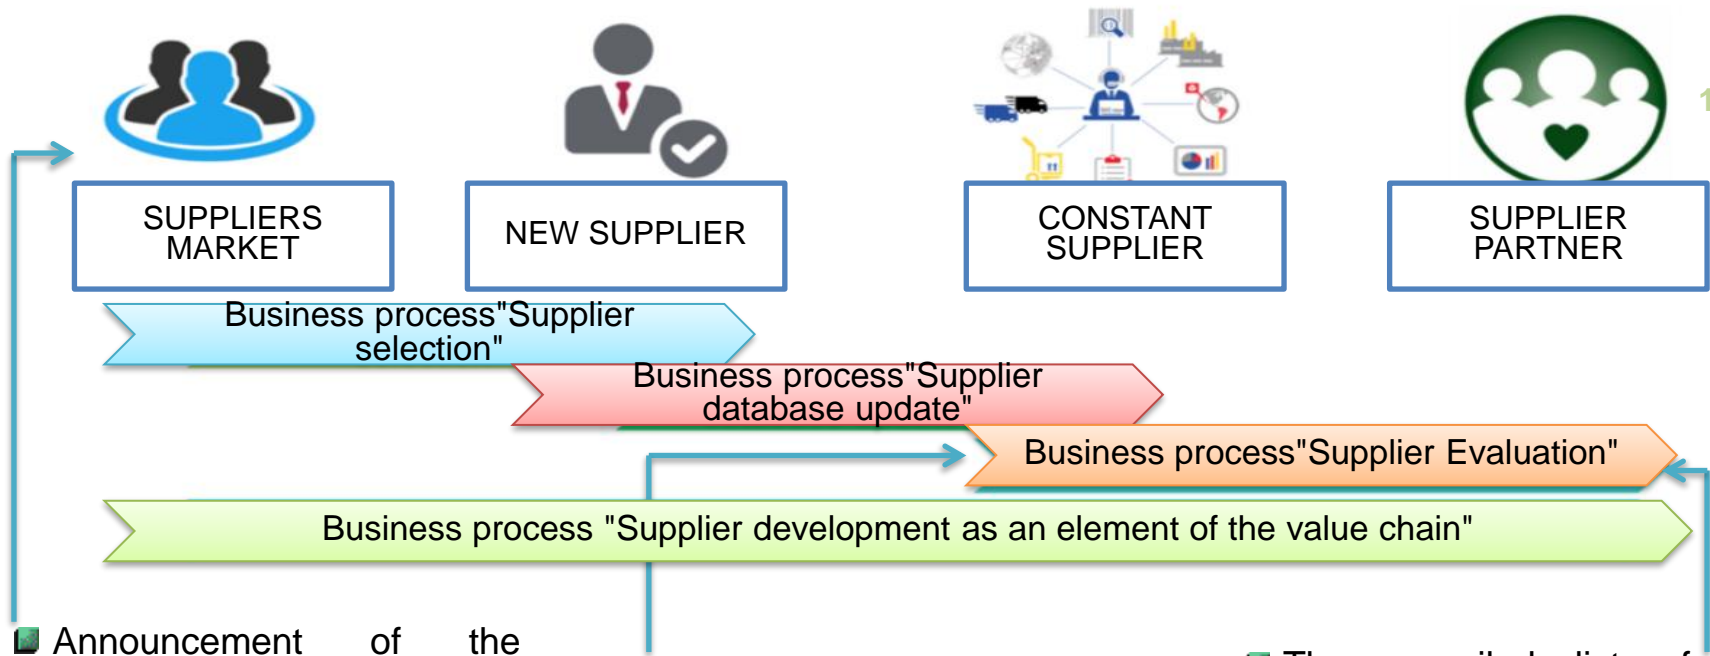 1
SUPPLIERS
MARKET
NEW SUPPLIER
CONSTANT
SUPPLIER
SUPPLIER
PARTNER
Business process"Supplier
selection"
Business process"Supplier
database update"
Business process"Supplier Evaluation"
Business process "Supplier development as an element of the value chain"
Announcement of the